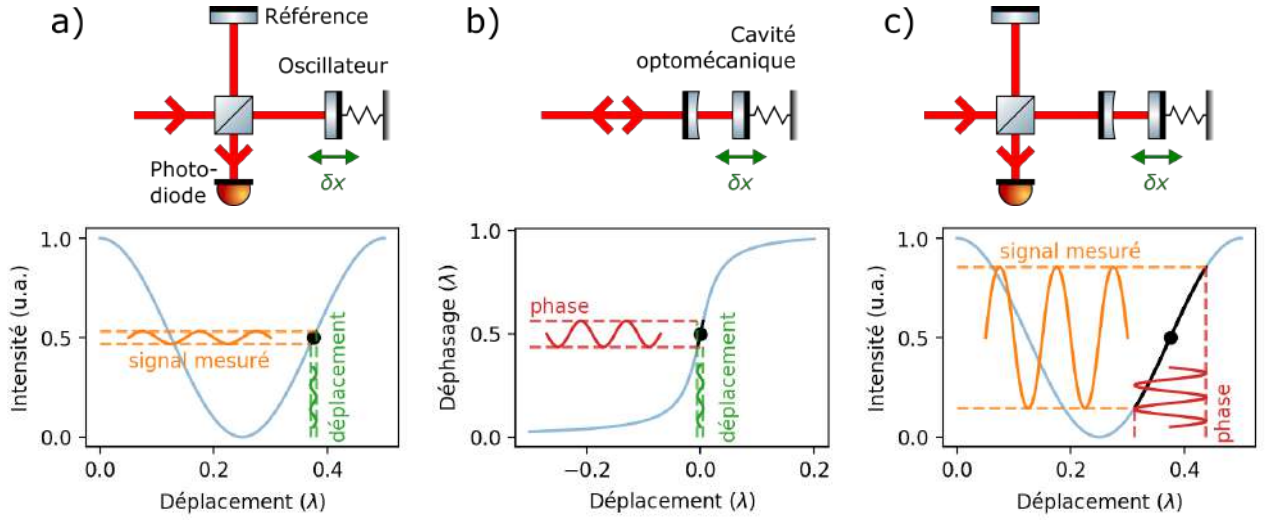 a)
Référence
Oscillateur
Photo-
diode
δx
Intensité (u.a.)
1.0
0.5
0.0
signal mesuré
déplacement
0.0
0.2
0.4
Déplacement (λ)
b)
Cavité
optomécanique
δx
Déphasage (λ)
1.0
0.5
0.0
phase
déplacement
−0.2
0.0
0.2
Déplacement (λ)
c)
δx
Intensité (u.a.)
1.0
0.5
0.0
signal mesuré
phase
0.0
0.2
0.4
Déplacement (λ)